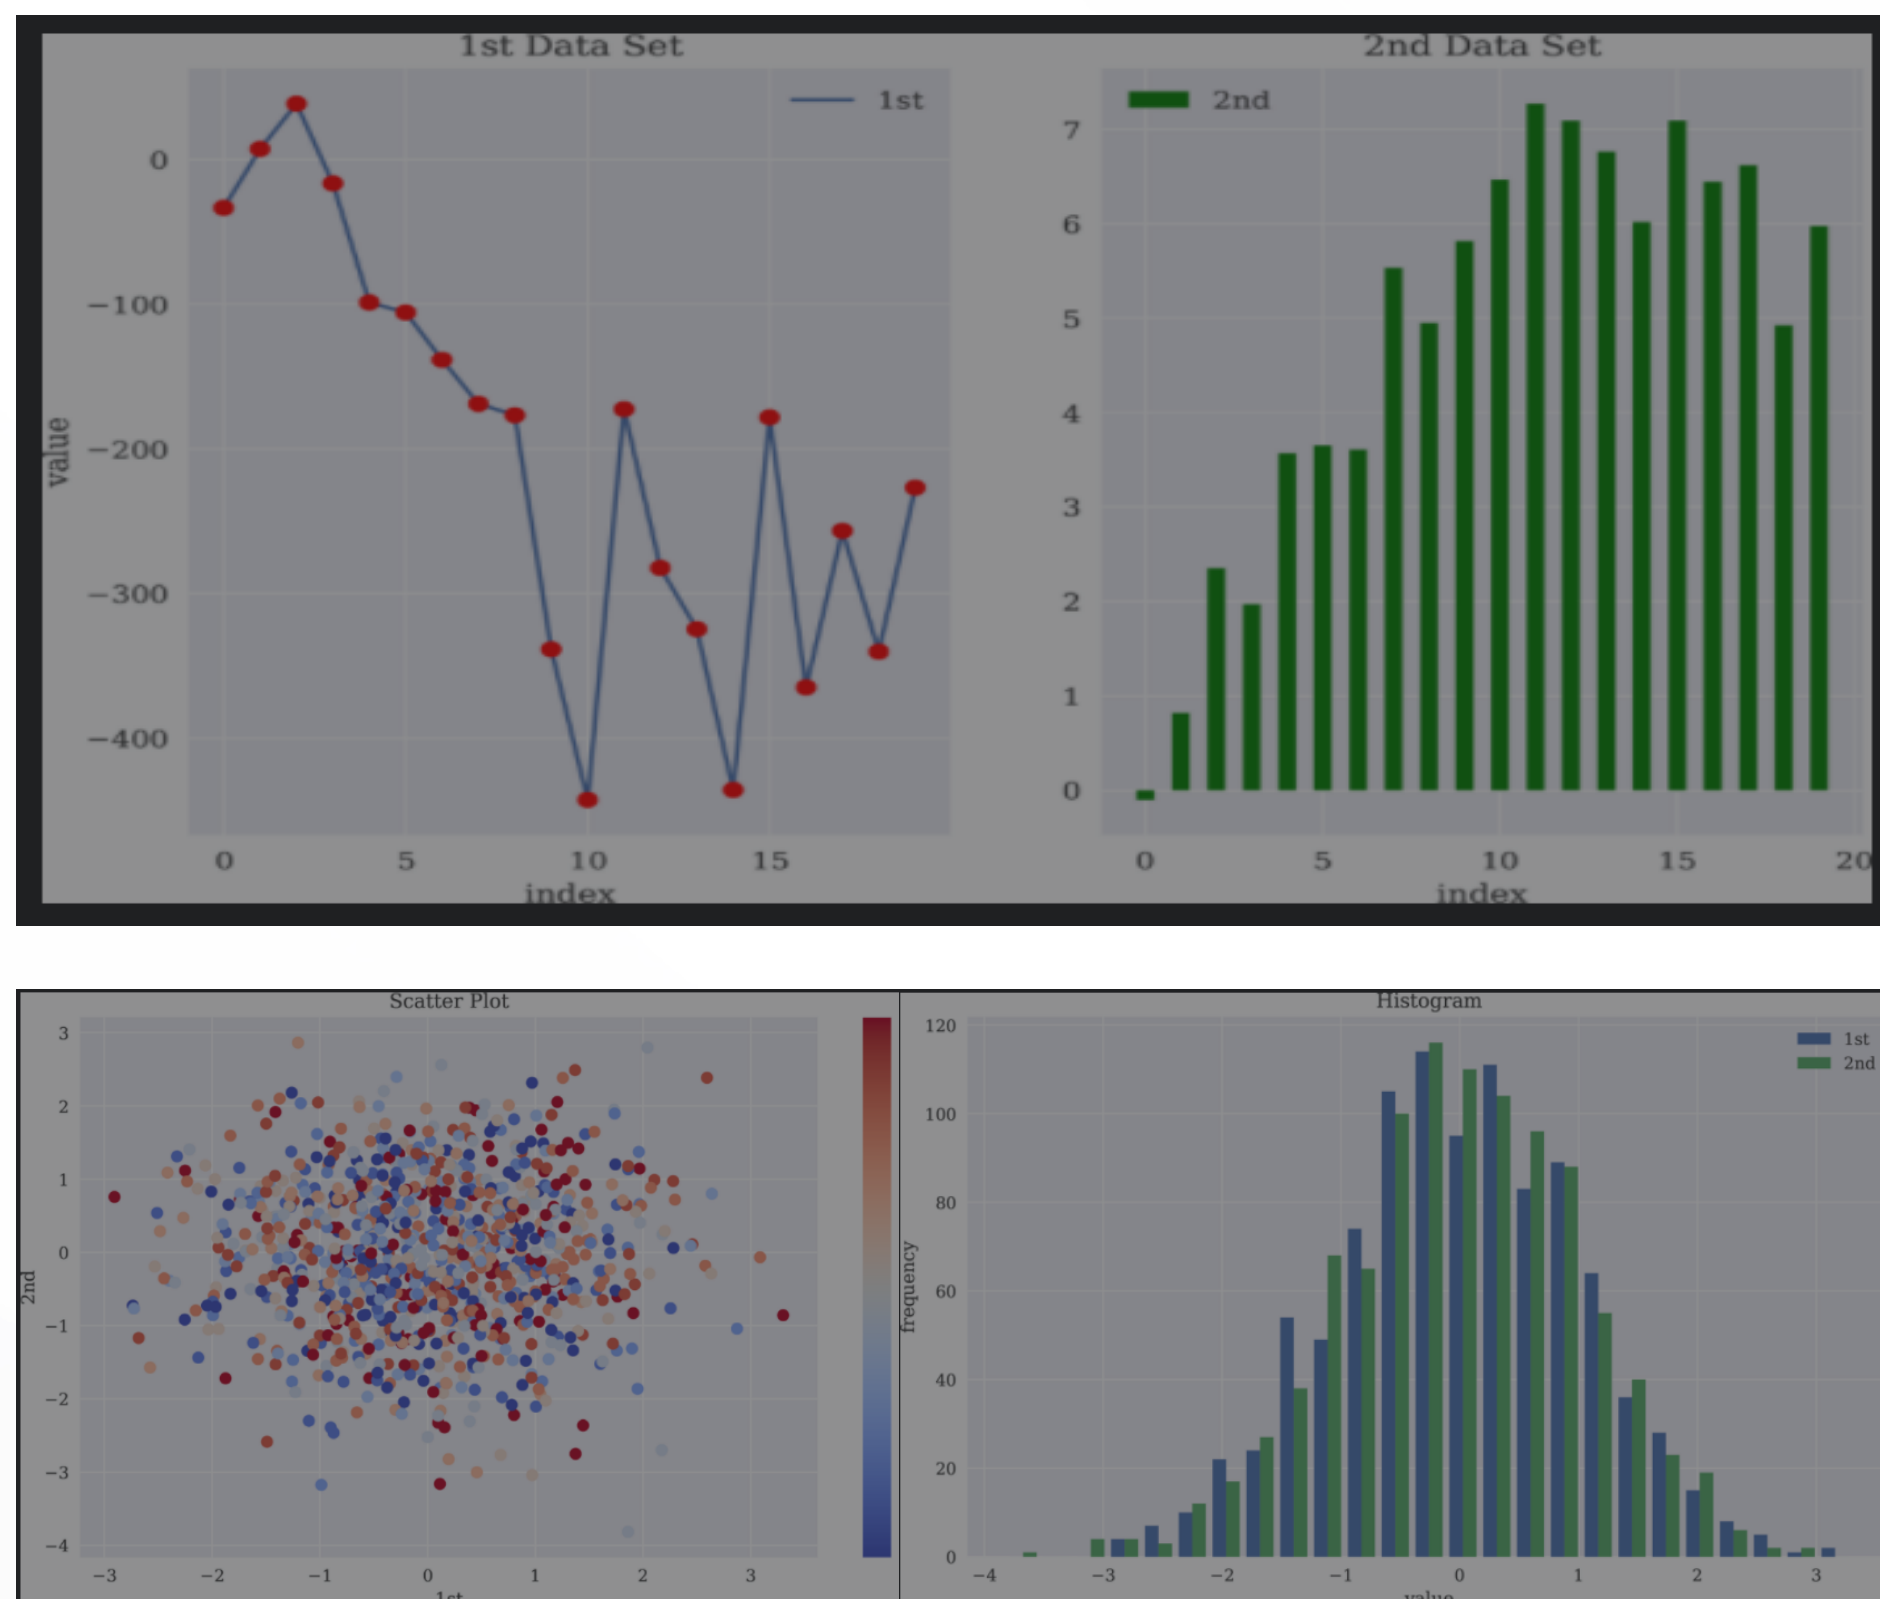 1st Data Set
1st
0
−100
−200
−300
−400
value
0 5 10 15
index
2nd Data Set
2nd
7
6
5
4
3
2
1
0
0 5 10 15 20
index
Scatter Plot
3
2
1
0
−1
−2
−3
−4
2nd
−3 −2 −1 0 1 2 3
1st
Histogram
1st
2nd
120
100
80
60
40
20
0
frequency
−4 −3 −2 −1 0 1 2 3
value